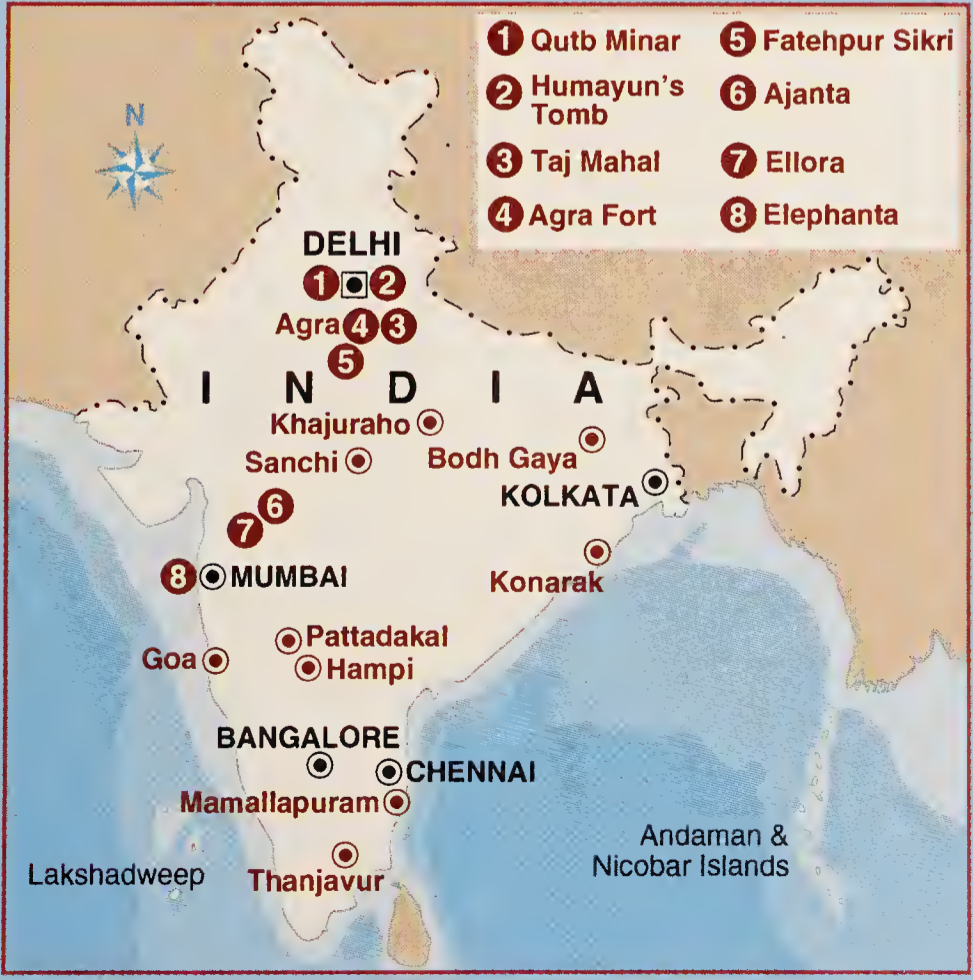 1 Qutb Minar
2 Humayun's
Tomb
3 Taj Mahal
4 Agra Fort
5 Fatehpur Sikri
6 Ajanta
7 Ellora
8 Elephanta
N
DELHI
1 2
Agra 4 3
5
I N D I A
Khajuraho
Sanchi
Bodh Gaya
KOLKATA
6
7
8 MUMBAI
Konarak
Pattadakal
Goa
Hampi
BANGALORE
CHENNAI
Mamallapuram
Andaman &
Nicobar Islands
Lakshadweep
Thanjavur